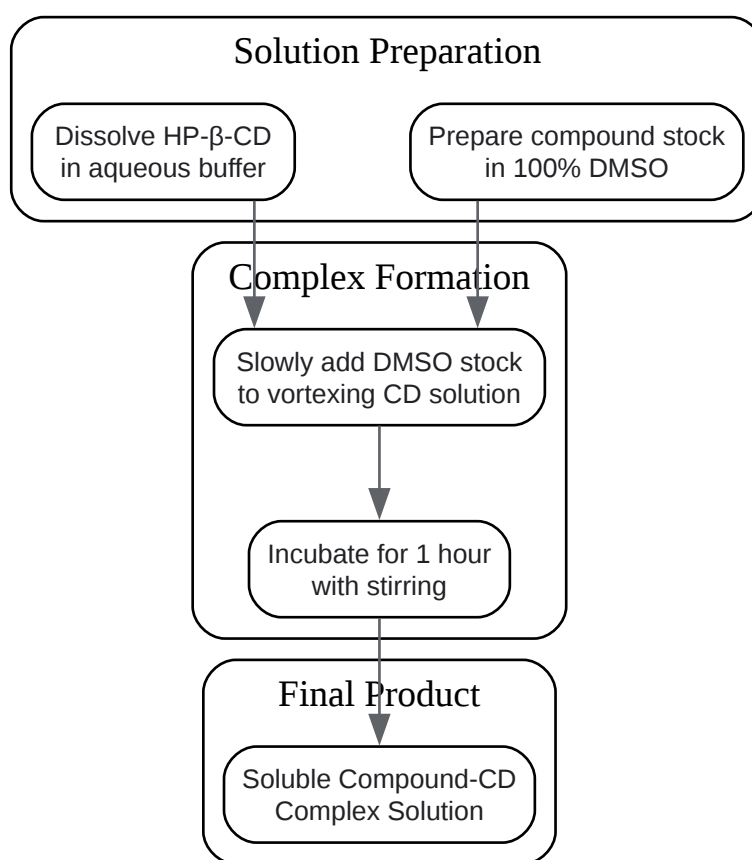 Solution Preparation
Dissolve HP-β-CD
in aqueous buffer
Prepare compound stock
in 100% DMSO
Complex Formation
Slowly add DMSO stock
to vortexing CD solution
Incubate for 1 hour
with stirring
Final Product
Soluble Compound-CD
Complex Solution